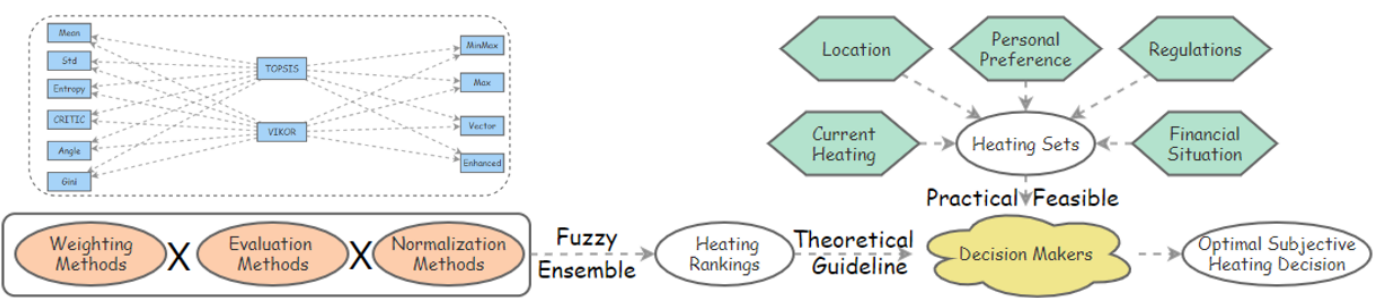 Mean
Std
Entropy
CRITIC
Angle
Gini
TOPSIS
VIKOR
MinMax
Max
Vector
Enhanced
Location
Personal
Preference
Regulations
Current
Heating
Heating Sets
Financial
Situation
Practical Feasible
Weighting
Methods
X
Evaluation
Methods
X
Normalization
Methods
Fuzzy
Ensemble
Heating
Rankings
Theoretical
Guideline
Decision Makers
Optimal Subjective
Heating Decision